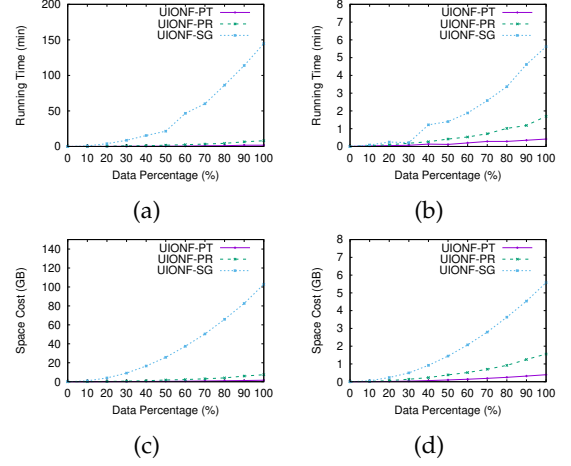 UIONF-PT
UIONF-PR
UIONF-SG
Running Time (min)
200
150
100
50
0
0 10 20 30 40 50 60 70 80 90 100
Data Percentage (%)
(a)
UIONF-PT
UIONF-PR
UIONF-SG
Running Time (min)
8
7
6
5
4
3
2
1
0
0 10 20 30 40 50 60 70 80 90 100
Data Percentage (%)
(b)
UIONF-PT
UIONF-PR
UIONF-SG
Space Cost (GB)
140
120
100
80
60
40
20
0
0 10 20 30 40 50 60 70 80 90 100
Data Percentage (%)
(c)
UIONF-PT
UIONF-PR
UIONF-SG
Space Cost (GB)
8
7
6
5
4
3
2
1
0
0 10 20 30 40 50 60 70 80 90 100
Data Percentage (%)
(d)